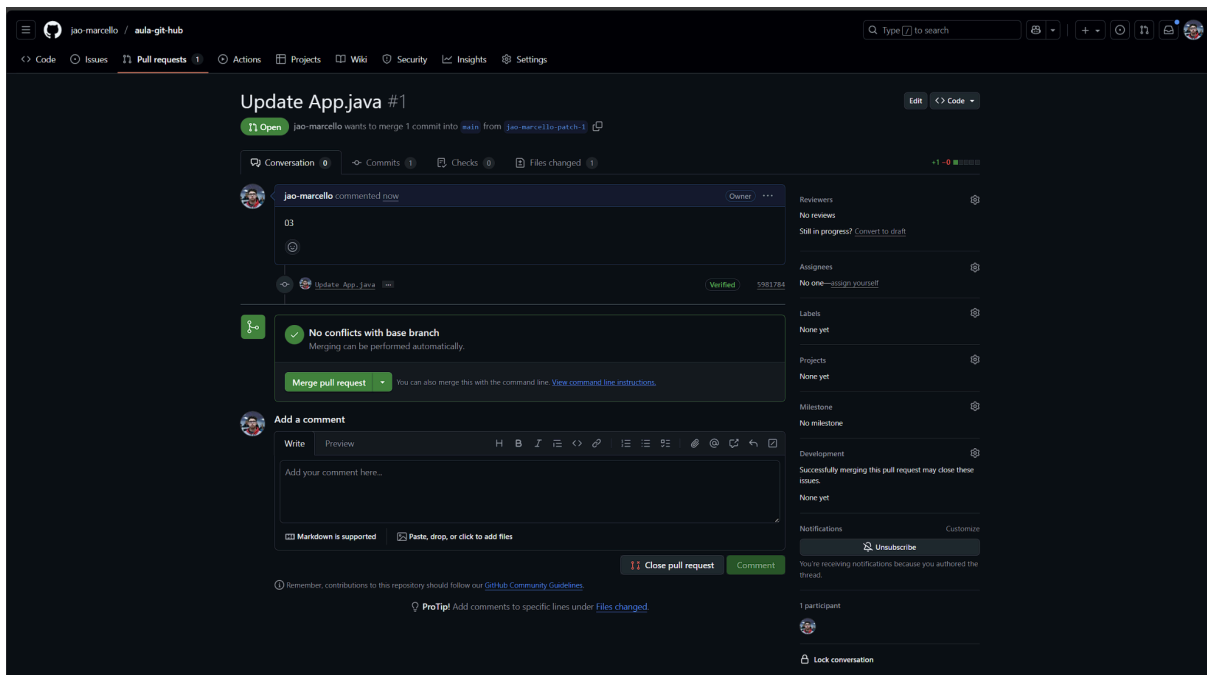 jao-marcello / aula-git-hub
Type / to search
Code Issues Pull requests 1 Actions Projects Wiki Security Insights Settings
Update App.java #1
Edit <> Code
Open jao-marcello wants to merge 1 commit into main from jao-marcello-patch-1
Conversation 0 Commits 1 Checks 0 Files changed 1
+1 −0
jao-marcello commented now
Owner
03
Update App.java
Verified 5981784
No conflicts with base branch
Merging can be performed automatically.
Merge pull request
You can also merge this with the command line. View command line instructions.
Add a comment
Write Preview
Add your comment here...
Markdown is supported
Paste, drop, or click to add files
Close pull request Comment
Remember, contributions to this repository should follow our GitHub Community Guidelines.
ProTip! Add comments to specific lines under Files changed.
Reviewers
No reviews
Still in progress? Convert to draft
Assignees
No one—assign yourself
Labels
None yet
Projects
None yet
Milestone
No milestone
Development
Successfully merging this pull request may close these
issues.
None yet
Notifications Customize
Unsubscribe
You're receiving notifications because you authored the
thread.
1 participant
Lock conversation